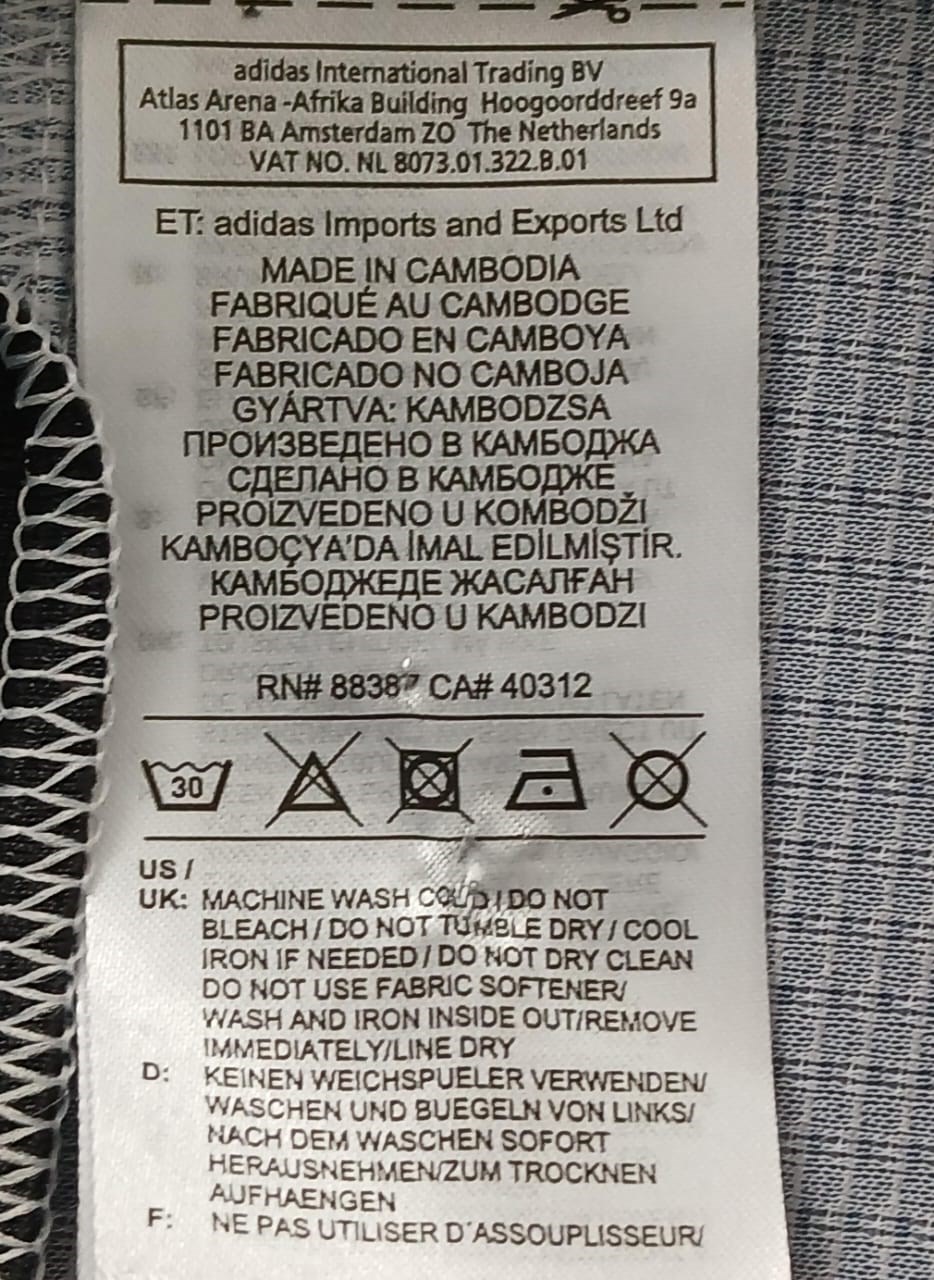 adidas International Trading BV
Atlas Arena -Afrika Building Hoogoorddreef 9a
1101 BA Amsterdam ZO The Netherlands
VAT NO. NL 8073.01.322.B.01
ET: adidas Imports and Exports Ltd
MADE IN CAMBODIA
FABRIQUÉ AU CAMBODGE
FABRICADO EN CAMBOYA
FABRICADO NO CAMBOJA
GYÁRTVA: KAMBODZSA
ПРОИЗВЕДЕНО В КАМБОДЖА
СДЕЛАНО В КАМБОДЖЕ
PROIZVEDENO U KOMBODŽI
KAMBOÇYA'DA İMAL EDİLMİŞTİR.
КАМБОДЖЕДЕ ЖАСАЛҒАН
PROIZVEDENO U KAMBODZI
RN# 88387 CA# 40312
30
US /
UK: MACHINE WASH COLD / DO NOT
BLEACH / DO NOT TUMBLE DRY / COOL
IRON IF NEEDED / DO NOT DRY CLEAN
DO NOT USE FABRIC SOFTENER/
WASH AND IRON INSIDE OUT/REMOVE
IMMEDIATELY/LINE DRY
D: KEINEN WEICHSPUELER VERWENDEN/
WASCHEN UND BUEGELN VON LINKS/
NACH DEM WASCHEN SOFORT
HERAUSNEHMEN/ZUM TROCKNEN
AUFHAENGEN
F: NE PAS UTILISER D'ASSOUPLISSEUR/